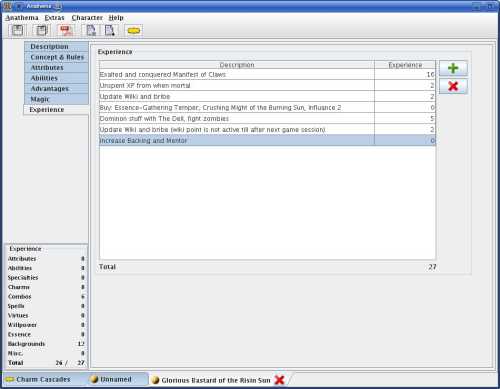 Anathema
Anathema Extras Character Help
Description
Concept & Rules
Attributes
Abilities
Advantages
Magic
Experience
Experience
Description Experience
Exalted and conquered Manifest of Claws 16
Unspent XP from when mortal 2
Update Wiki and bribe 2
Buy: Essence-Gathering Temper; Crushing Might of the Burning Sun, Influance 2 0
Dominon stuff with The Dell, fight zombies 5
Update Wiki and bribe (wiki point is not active till after next game session) 2
Increase Backing and Mentor 0
Total 27
Experience
Attributes 0
Abilities 0
Specialties 0
Charms 8
Combos 6
Spells 0
Virtues 0
Willpower 0
Essence 0
Backgrounds 12
Misc. 0
Total 26 / 27
Charm Cascades Unnamed Glorious Bastard of the Risin Sun